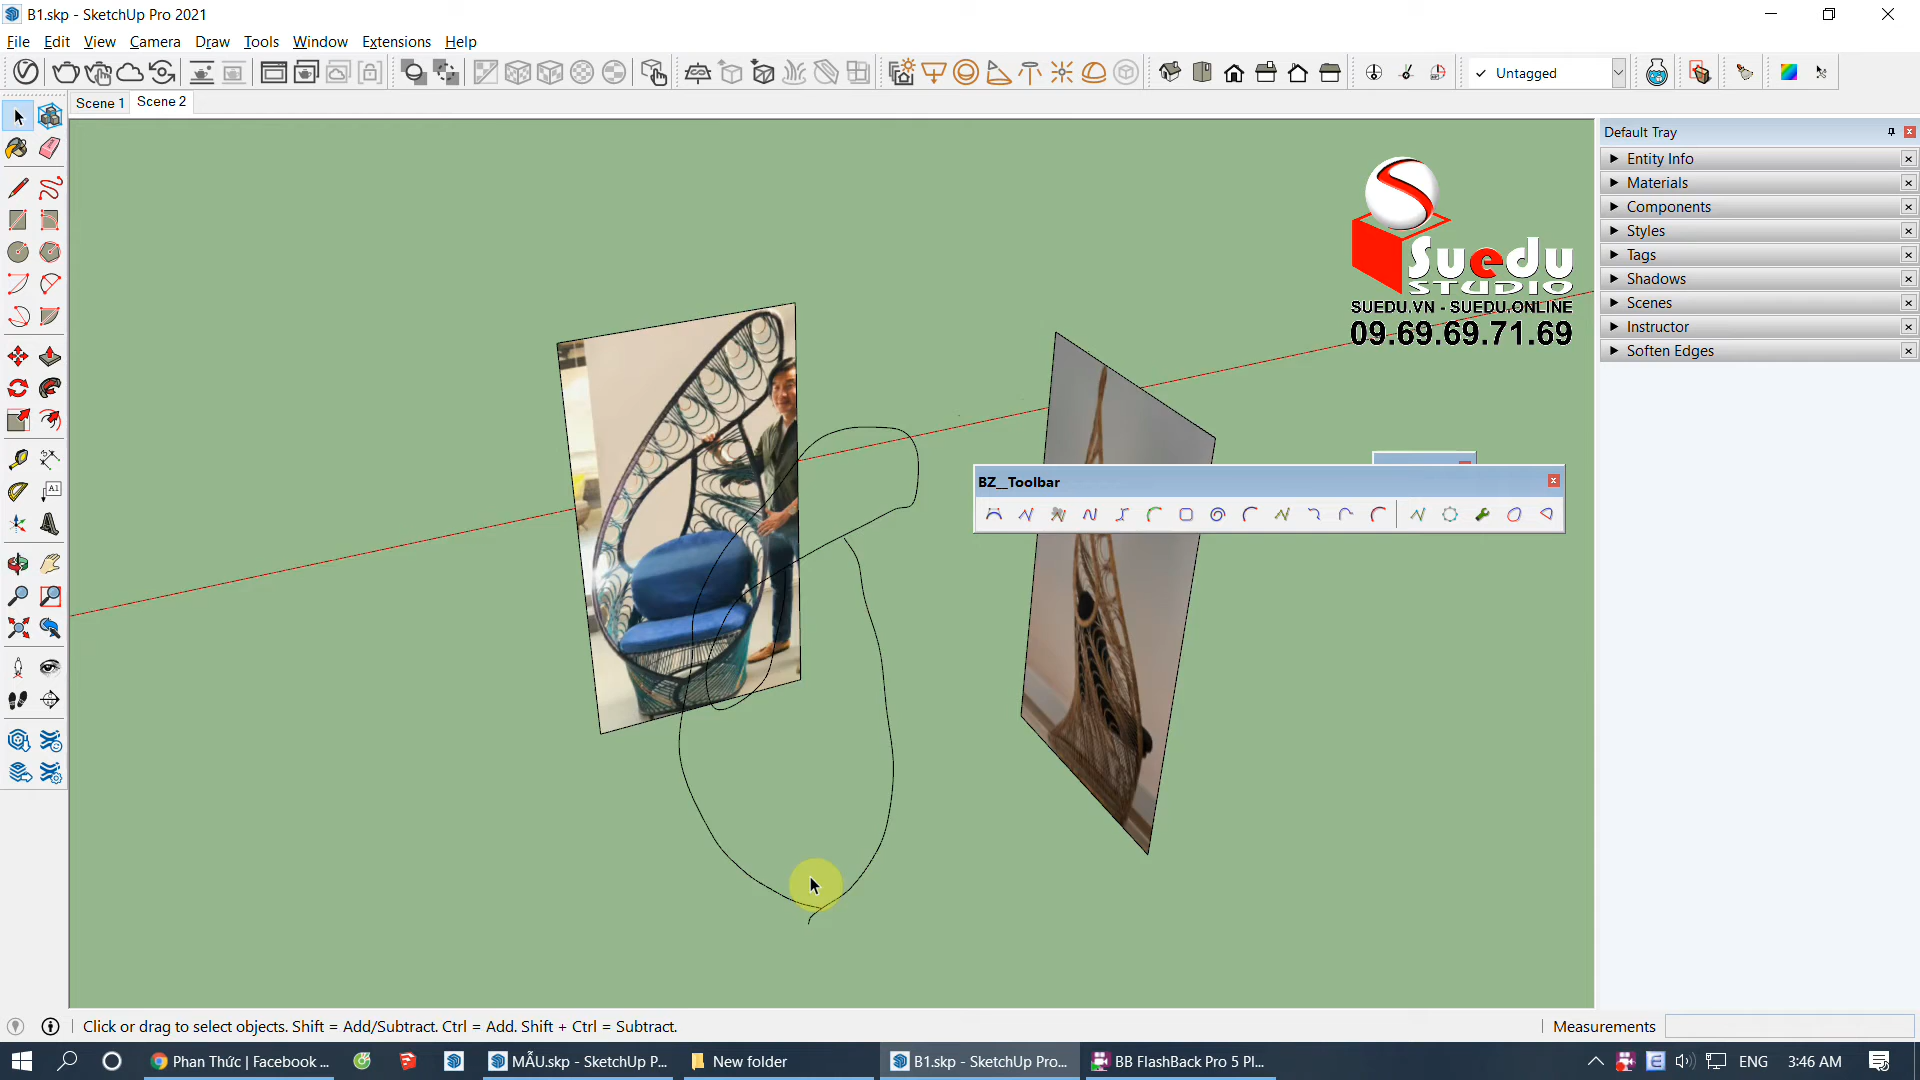 B1.skp - SketchUp Pro 2021
File Edit View Camera Draw Tools Window Extensions Help
Untagged
Scene 1 Scene 2
Default Tray
Entity Info
Materials
Components
Styles
Tags
Shadows
Scenes
Instructor
Soften Edges
Suedu
STUDIO
SUEDU.VN - SUEDU.ONLINE
09.69.69.71.69
BZ__Toolbar
A1
Click or drag to select objects. Shift = Add/Subtract. Ctrl = Add. Shift + Ctrl = Subtract.
Measurements
Phan Thức | Facebook ...
MẪU.skp - SketchUp P...
New folder
B1.skp - SketchUp Pro...
BB FlashBack Pro 5 Pl...
ENG
3:46 AM